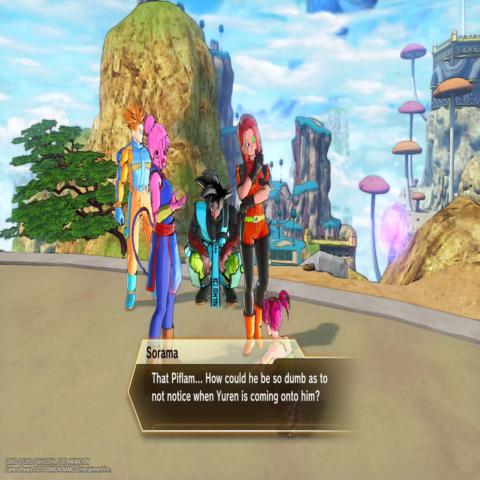 Sorama
That Piflam... How could he be so dumb as to
not notice when Yuren is coming onto him?